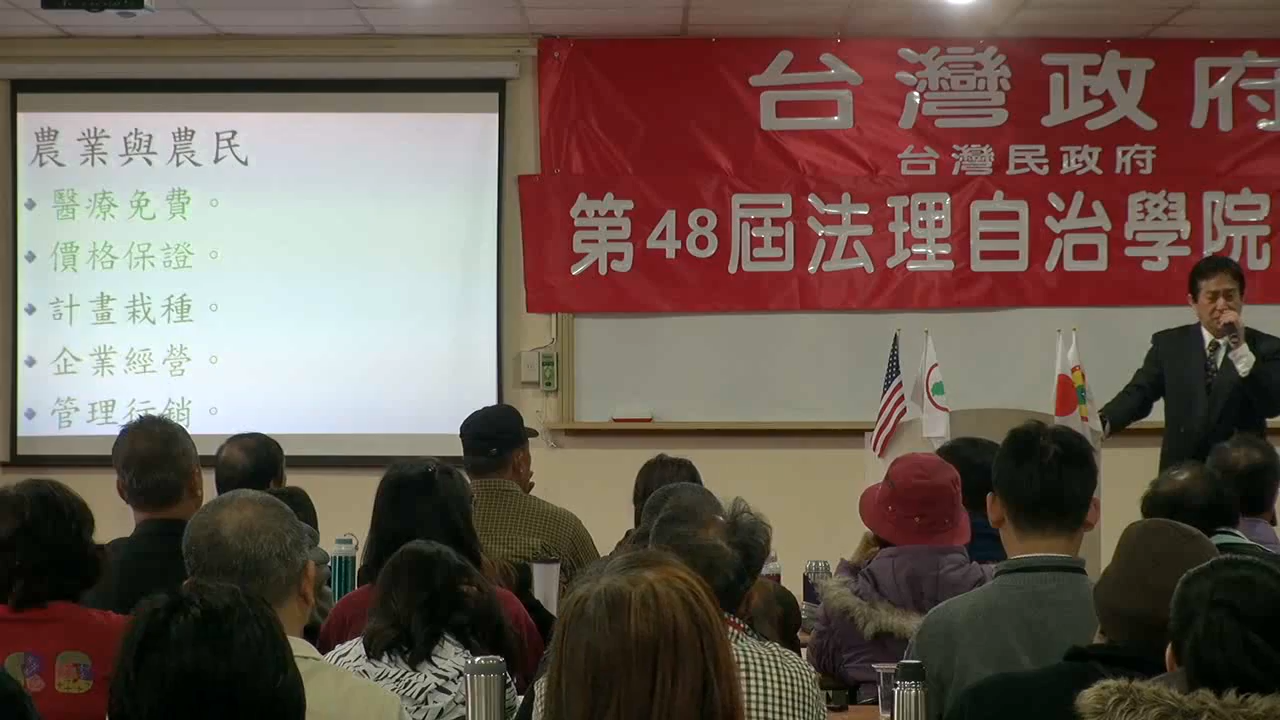 農業與農民
醫療免費。
價格保證。
計畫栽種。
企業經營。
管理行銷。
台灣政府
台灣民政府
第48屆法理自治學院